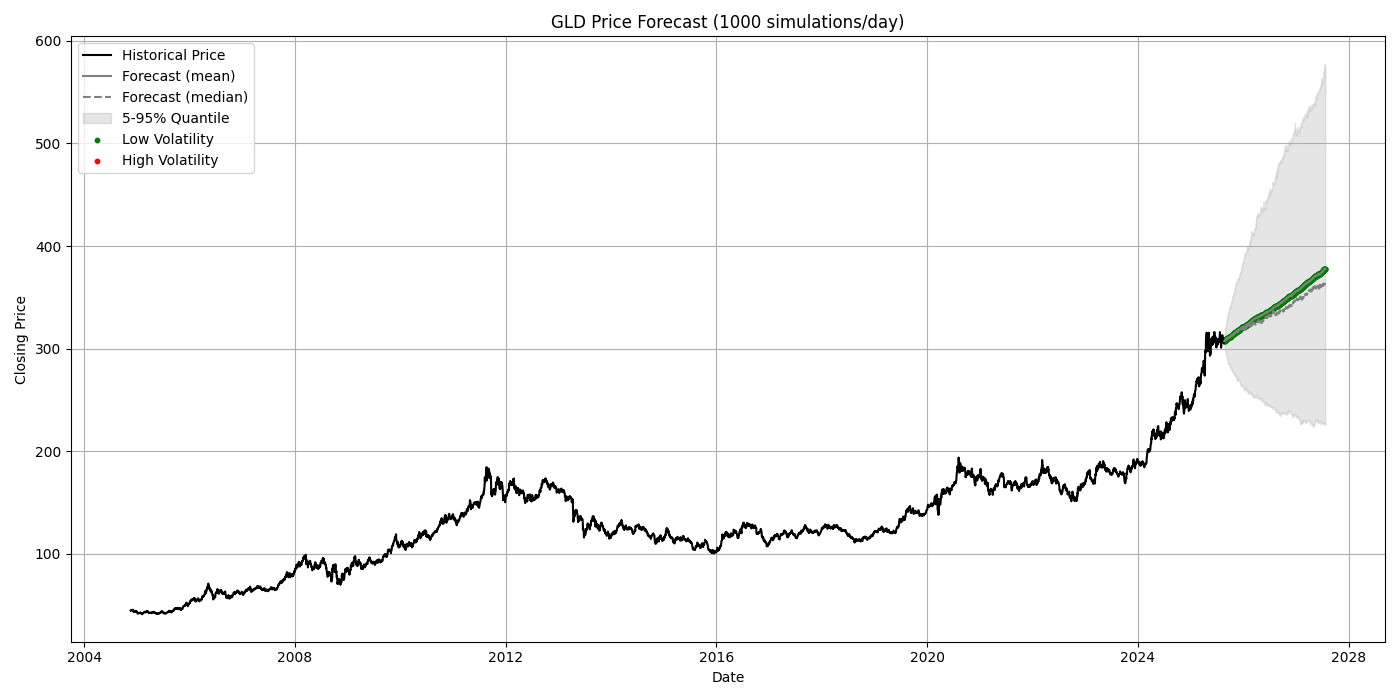 GLD Price Forecast (1000 simulations/day)
Historical Price
Forecast (mean)
Forecast (median)
5-95% Quantile
Low Volatility
High Volatility
Closing Price
600
500
400
300
200
100
2004
2008
2012
2016
2020
2024
2028
Date